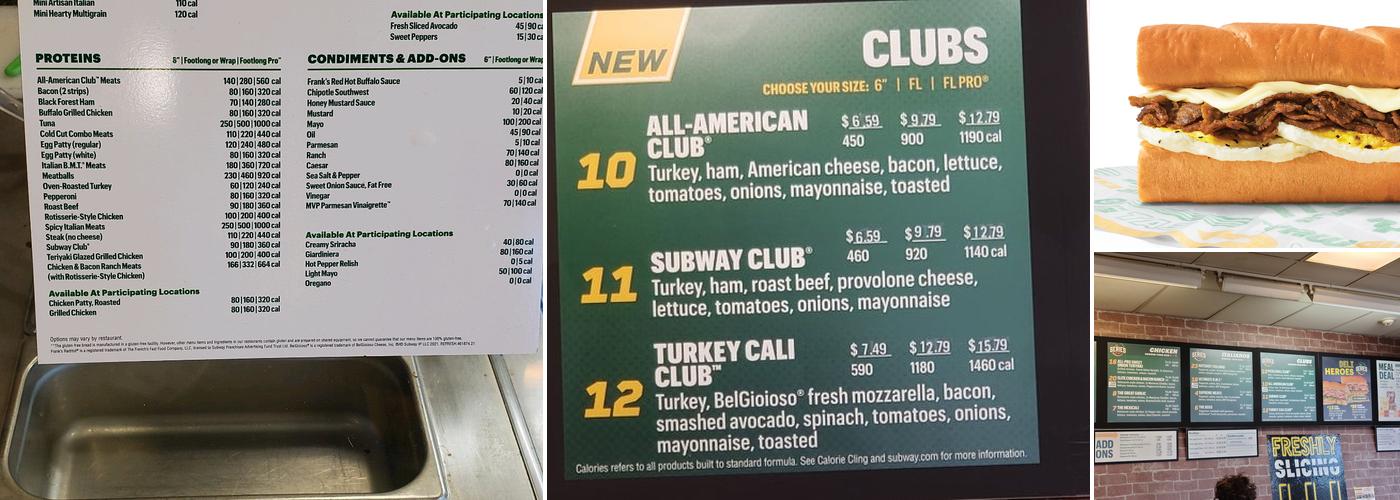 Mini Artisan Italian 110 cal
Mini Hearty Multigrain 120 cal
Available At Participating Locations
Fresh Sliced Avocado 45|90 ca
Sweet Peppers 15|30 ca
PROTEINS 6" | Footlong or Wrap | Footlong Pro™
All-American Club™ Meats 140|280|560 cal
Bacon (2 strips) 80|160|320 cal
Black Forest Ham 70|140|280 cal
Buffalo Grilled Chicken 80|160|320 cal
Tuna 250|500|1000 cal
Cold Cut Combo Meats 110|220|440 cal
Egg Patty (regular) 120|240|480 cal
Egg Patty (white) 80|160|320 cal
Italian B.M.T.® Meats 180|360|720 cal
Meatballs 230|460|920 cal
Oven-Roasted Turkey 60|120|240 cal
Pepperoni 80|160|320 cal
Roast Beef 90|180|360 cal
Rotisserie-Style Chicken 100|200|400 cal
Spicy Italian Meats 250|500|1000 cal
Steak (no cheese) 110|220|440 cal
Subway Club® 90|180|360 cal
Teriyaki Glazed Grilled Chicken 100|200|400 cal
Chicken & Bacon Ranch Meats 166|332|664 cal
(with Rotisserie-Style Chicken)
Available At Participating Locations
Chicken Patty, Roasted 80|160|320 cal
Grilled Chicken 80|160|320 cal
CONDIMENTS & ADD-ONS 6" | Footlong or Wrap
Frank's Red Hot Buffalo Sauce 5|10 cal
Chipotle Southwest 60|120 cal
Honey Mustard Sauce 20|40 cal
Mustard 10|20 cal
Mayo 100|200 cal
Oil 45|90 cal
Parmesan 5|10 cal
Ranch 70|140 cal
Caesar 80|160 cal
Sea Salt & Pepper 0|0 cal
Sweet Onion Sauce, Fat Free 30|60 cal
Vinegar 0|0 cal
MVP Parmesan Vinaigrette™ 70|140 cal
Available At Participating Locations
Creamy Sriracha 40|80 cal
Giardiniera 80|160 cal
Hot Pepper Relish 0|5 cal
Light Mayo 50|100 cal
Oregano 0|0 cal
Options may vary by restaurant.
NEW
CLUBS
CHOOSE YOUR SIZE: 6" | FL | FL PRO®
10 ALL-AMERICAN CLUB® $6.59 $9.79 $12.79
450 900 1190 cal
Turkey, ham, American cheese, bacon, lettuce,
tomatoes, onions, mayonnaise, toasted
11 SUBWAY CLUB® $6.59 $9.79 $12.79
460 920 1140 cal
Turkey, ham, roast beef, provolone cheese,
lettuce, tomatoes, onions, mayonnaise
12 TURKEY CALI CLUB™ $7.49 $12.79 $15.79
590 1180 1460 cal
Turkey, BelGioioso® fresh mozzarella, bacon,
smashed avocado, spinach, tomatoes, onions,
mayonnaise, toasted
Calories refers to all products built to standard formula. See Calorie Cling and subway.com for more information.
SERIES CHICKEN
SERIES ITALIANOS
SERIES CLUBS
DELI
HEROES
MEAL
DEAL
ADD
ONS
FRESHLY
SLICING